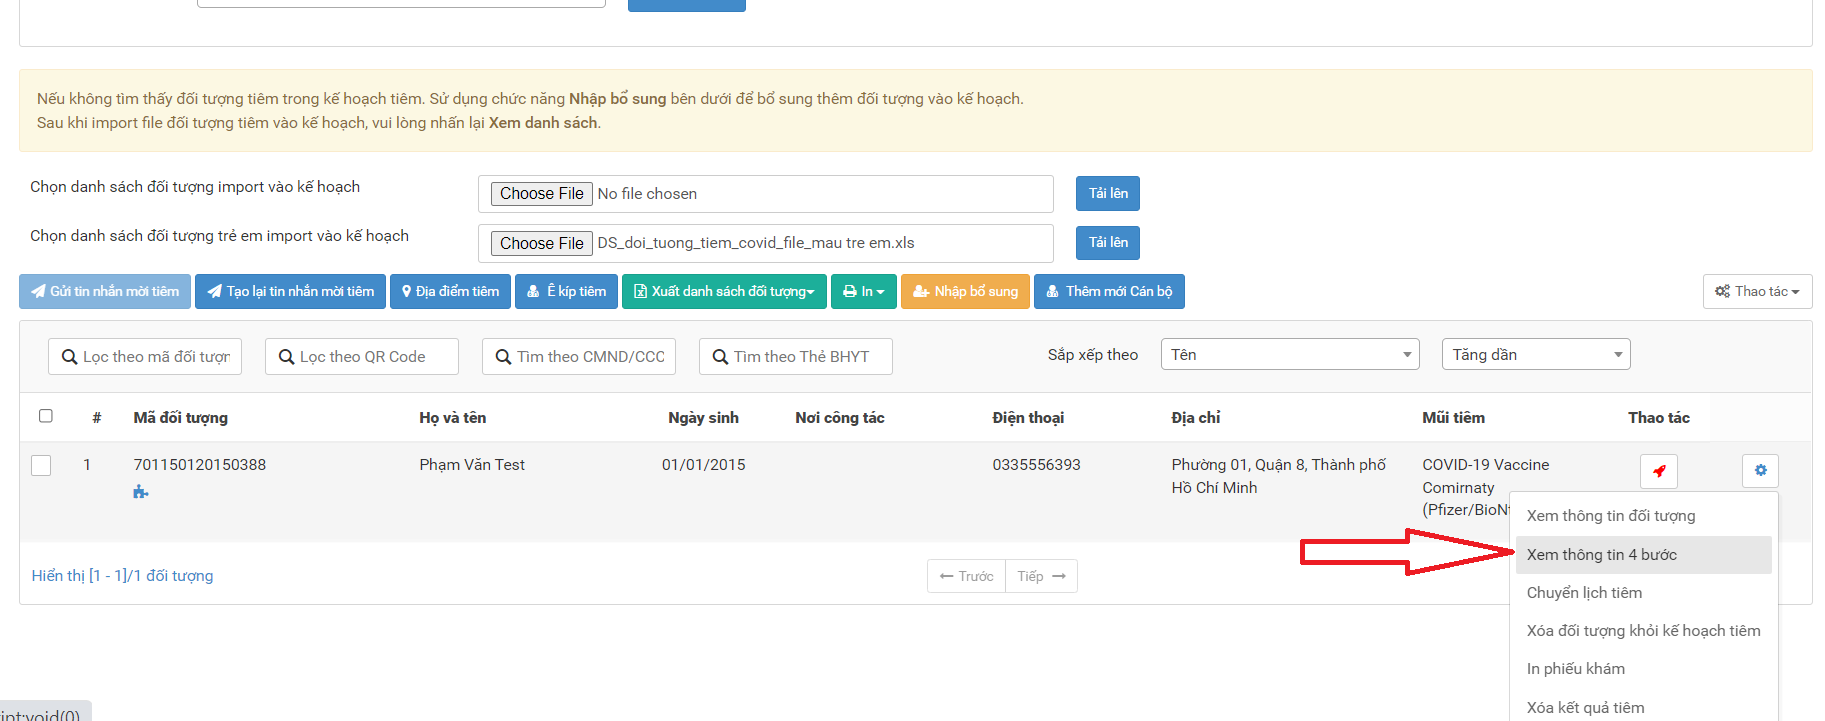 Nếu không tìm thấy đối tượng tiêm trong kế hoạch tiêm. Sử dụng chức năng Nhập bổ sung bên dưới để bổ sung thêm đối tượng vào kế hoạch.
Sau khi import file đối tượng tiêm vào kế hoạch, vui lòng nhấn lại Xem danh sách.
Chọn danh sách đối tượng import vào kế hoạch
Choose File No file chosen
Tải lên
Chọn danh sách đối tượng trẻ em import vào kế hoạch
Choose File DS_doi_tuong_tiem_covid_file_mau tre em.xls
Tải lên
Gửi tin nhắn mời tiêm
Tạo lại tin nhắn mời tiêm
Địa điểm tiêm
Ê kíp tiêm
Xuất danh sách đối tượng
In
Nhập bổ sung
Thêm mới Cán bộ
Thao tác
Lọc theo mã đối tượn
Lọc theo QR Code
Tìm theo CMND/CCC
Tìm theo Thẻ BHYT
Sắp xếp theo
Tên
Tăng dần
# Mã đối tượng Họ và tên Ngày sinh Nơi công tác Điện thoại Địa chỉ Mũi tiêm Thao tác
1 701150120150388 Phạm Văn Test 01/01/2015 0335556393
Phường 01, Quận 8, Thành phố
Hồ Chí Minh
COVID-19 Vaccine
Comirnaty
(Pfizer/BioN
Xem thông tin đối tượng
Xem thông tin 4 bước
Chuyển lịch tiêm
Xóa đối tượng khỏi kế hoạch tiêm
In phiếu khám
Xóa kết quả tiêm
Hiển thị [1 - 1]/1 đối tượng
← Trước
Tiếp →
int:void(0)